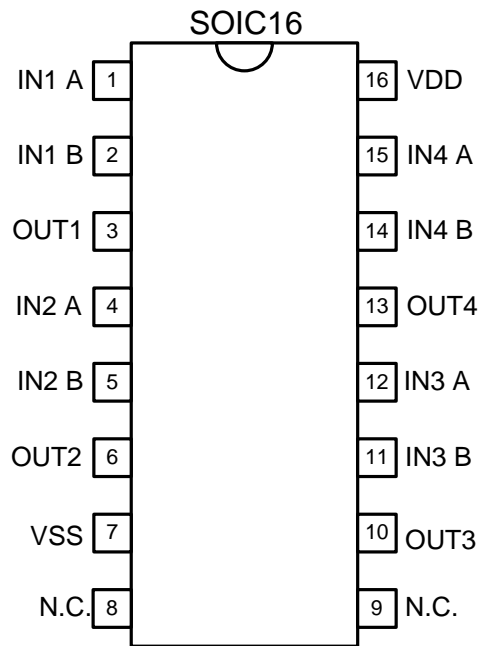 SOIC16
IN1 A 1 16 VDD
IN1 B 2 15 IN4 A
OUT1 3 14 IN4 B
IN2 A 4 13 OUT4
IN2 B 5 12 IN3 A
OUT2 6 11 IN3 B
VSS 7 10 OUT3
N.C. 8 9 N.C.